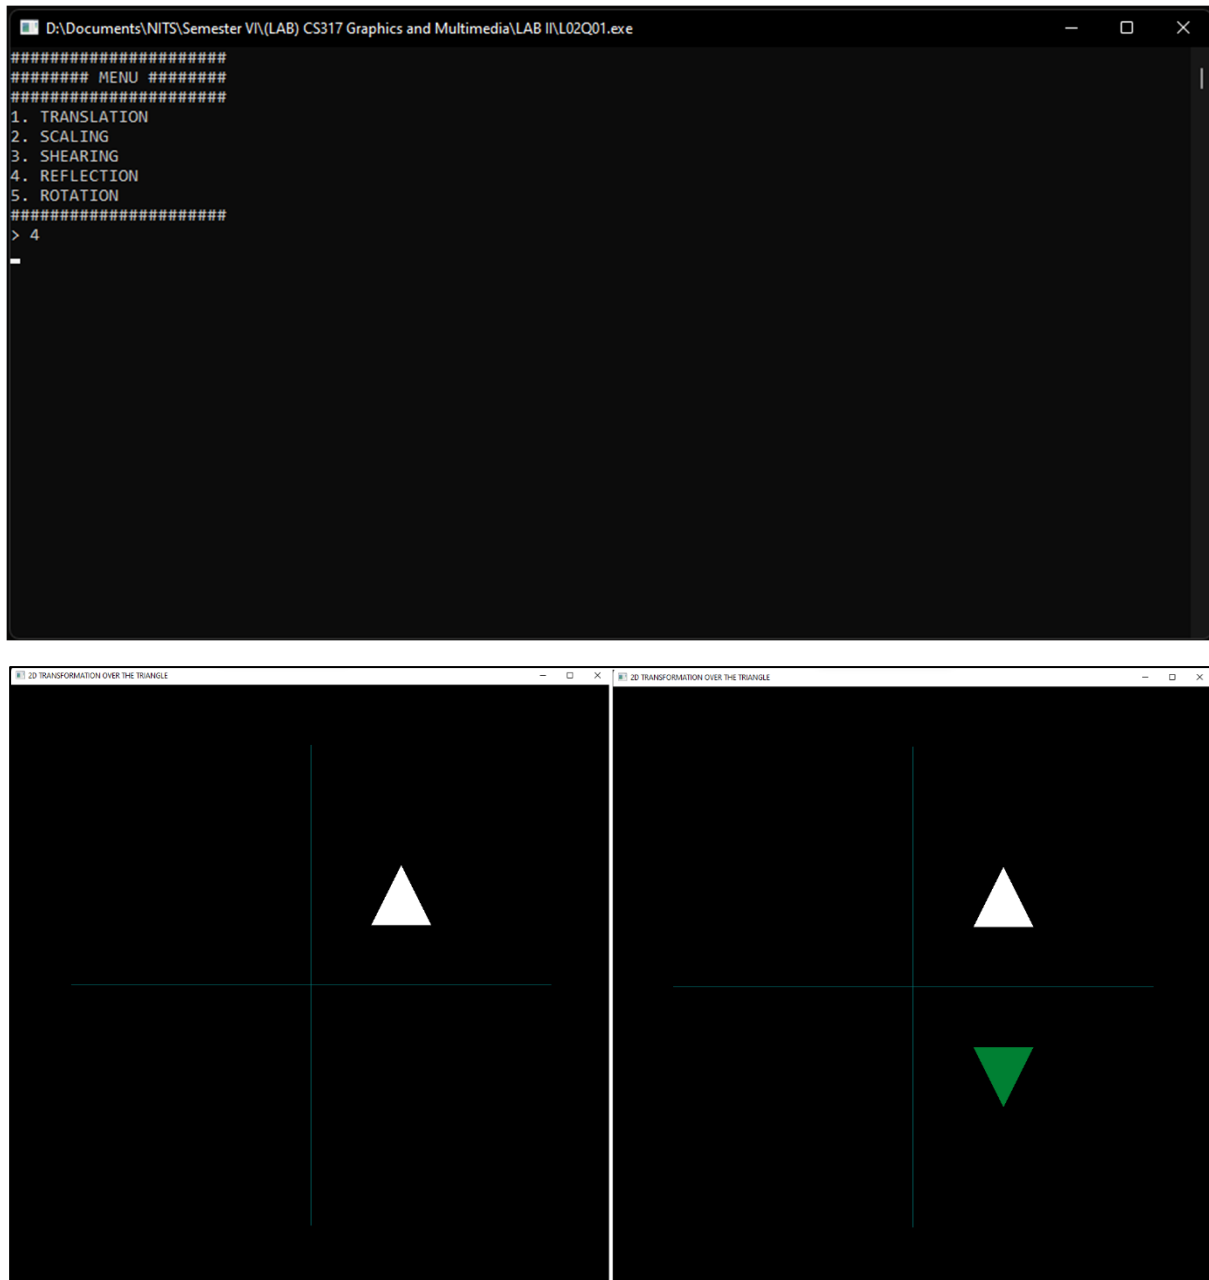 D:\Documents\NITS\Semester VI\(LAB) CS317 Graphics and Multimedia\LAB II\L02Q01.exe
######################
######## MENU ########
######################
1. TRANSLATION
2. SCALING
3. SHEARING
4. REFLECTION
5. ROTATION
######################
> 4
2D TRANSFORMATION OVER THE TRIANGLE
2D TRANSFORMATION OVER THE TRIANGLE